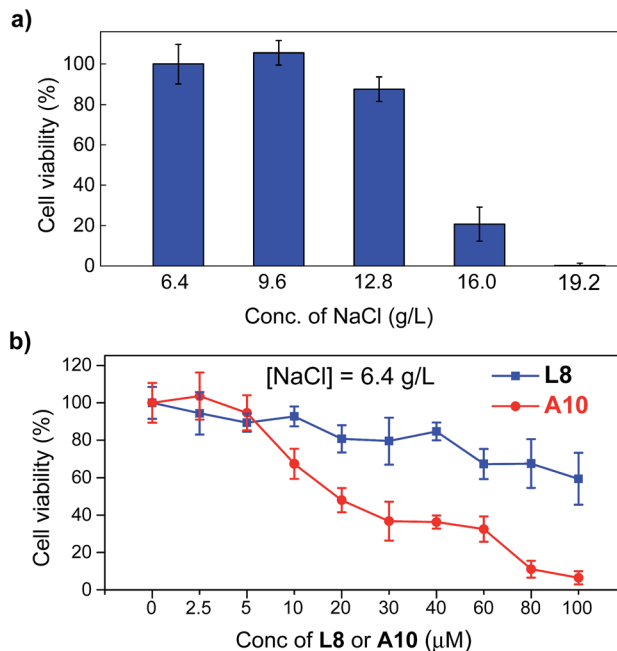 a)
Cell viability (%)
100
80
60
40
20
0
6.4 9.6 12.8 16.0 19.2
Conc. of NaCl (g/L)
b)
Cell viability (%)
120
100
80
60
40
20
0
[NaCl] = 6.4 g/L
L8
A10
0 2.5 5 10 20 30 40 60 80 100
Conc of L8 or A10 (μM)